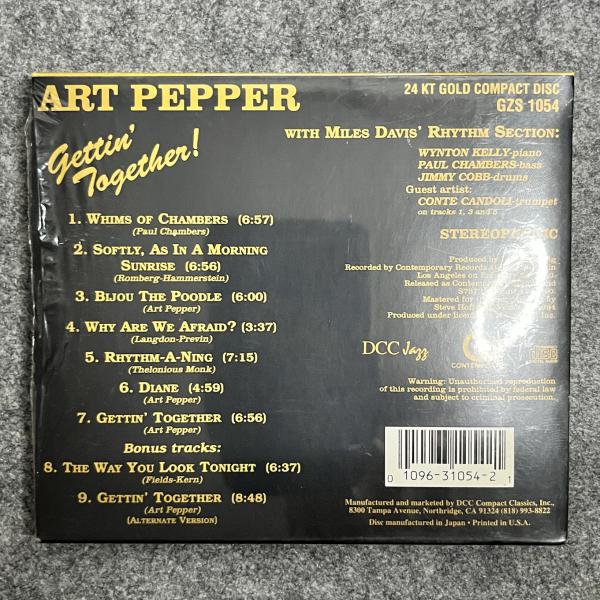 ART PEPPER
Gettin' Together!
24 KT GOLD COMPACT DISC
GZS 1054
WITH MILES DAVIS' RHYTHM SECTION:
WYNTON KELLY-piano
PAUL CHAMBERS-bass
JIMMY COBB-drums
Guest artist:
CONTE CANDOLI-trumpet
on tracks 1, 3 and 5
1. WHIMS OF CHAMBERS (6:57)
(Paul Chambers)
2. SOFTLY, AS IN A MORNING
SUNRISE (6:56)
(Romberg-Hammerstein)
3. BIJOU THE POODLE (6:00)
(Art Pepper)
4. WHY ARE WE AFRAID? (3:37)
(Langdon-Previn)
5. RHYTHM-A-NING (7:15)
(Thelonious Monk)
6. DIANE (4:59)
(Art Pepper)
7. GETTIN' TOGETHER (6:56)
(Art Pepper)
Bonus tracks:
8. THE WAY YOU LOOK TONIGHT (6:37)
(Fields-Kern)
9. GETTIN' TOGETHER (8:48)
(Art Pepper)
(ALTERNATE VERSION)
Produced by
Recorded by Contemporary Records
Los Angeles on
Released as Contemporary
Mastered for
Steve
Produced under
DCC Jazz
Warning: Unauthorized reproduction
of this recording is prohibited by federal law
and subject to criminal prosecution.
0 1096-31054-2 1
Manufactured and marketed by DCC Compact Classics, Inc.,
8300 Tampa Avenue, Northridge, CA 91324 (818) 993-8822
Disc manufactured in Japan • Printed in U.S.A.